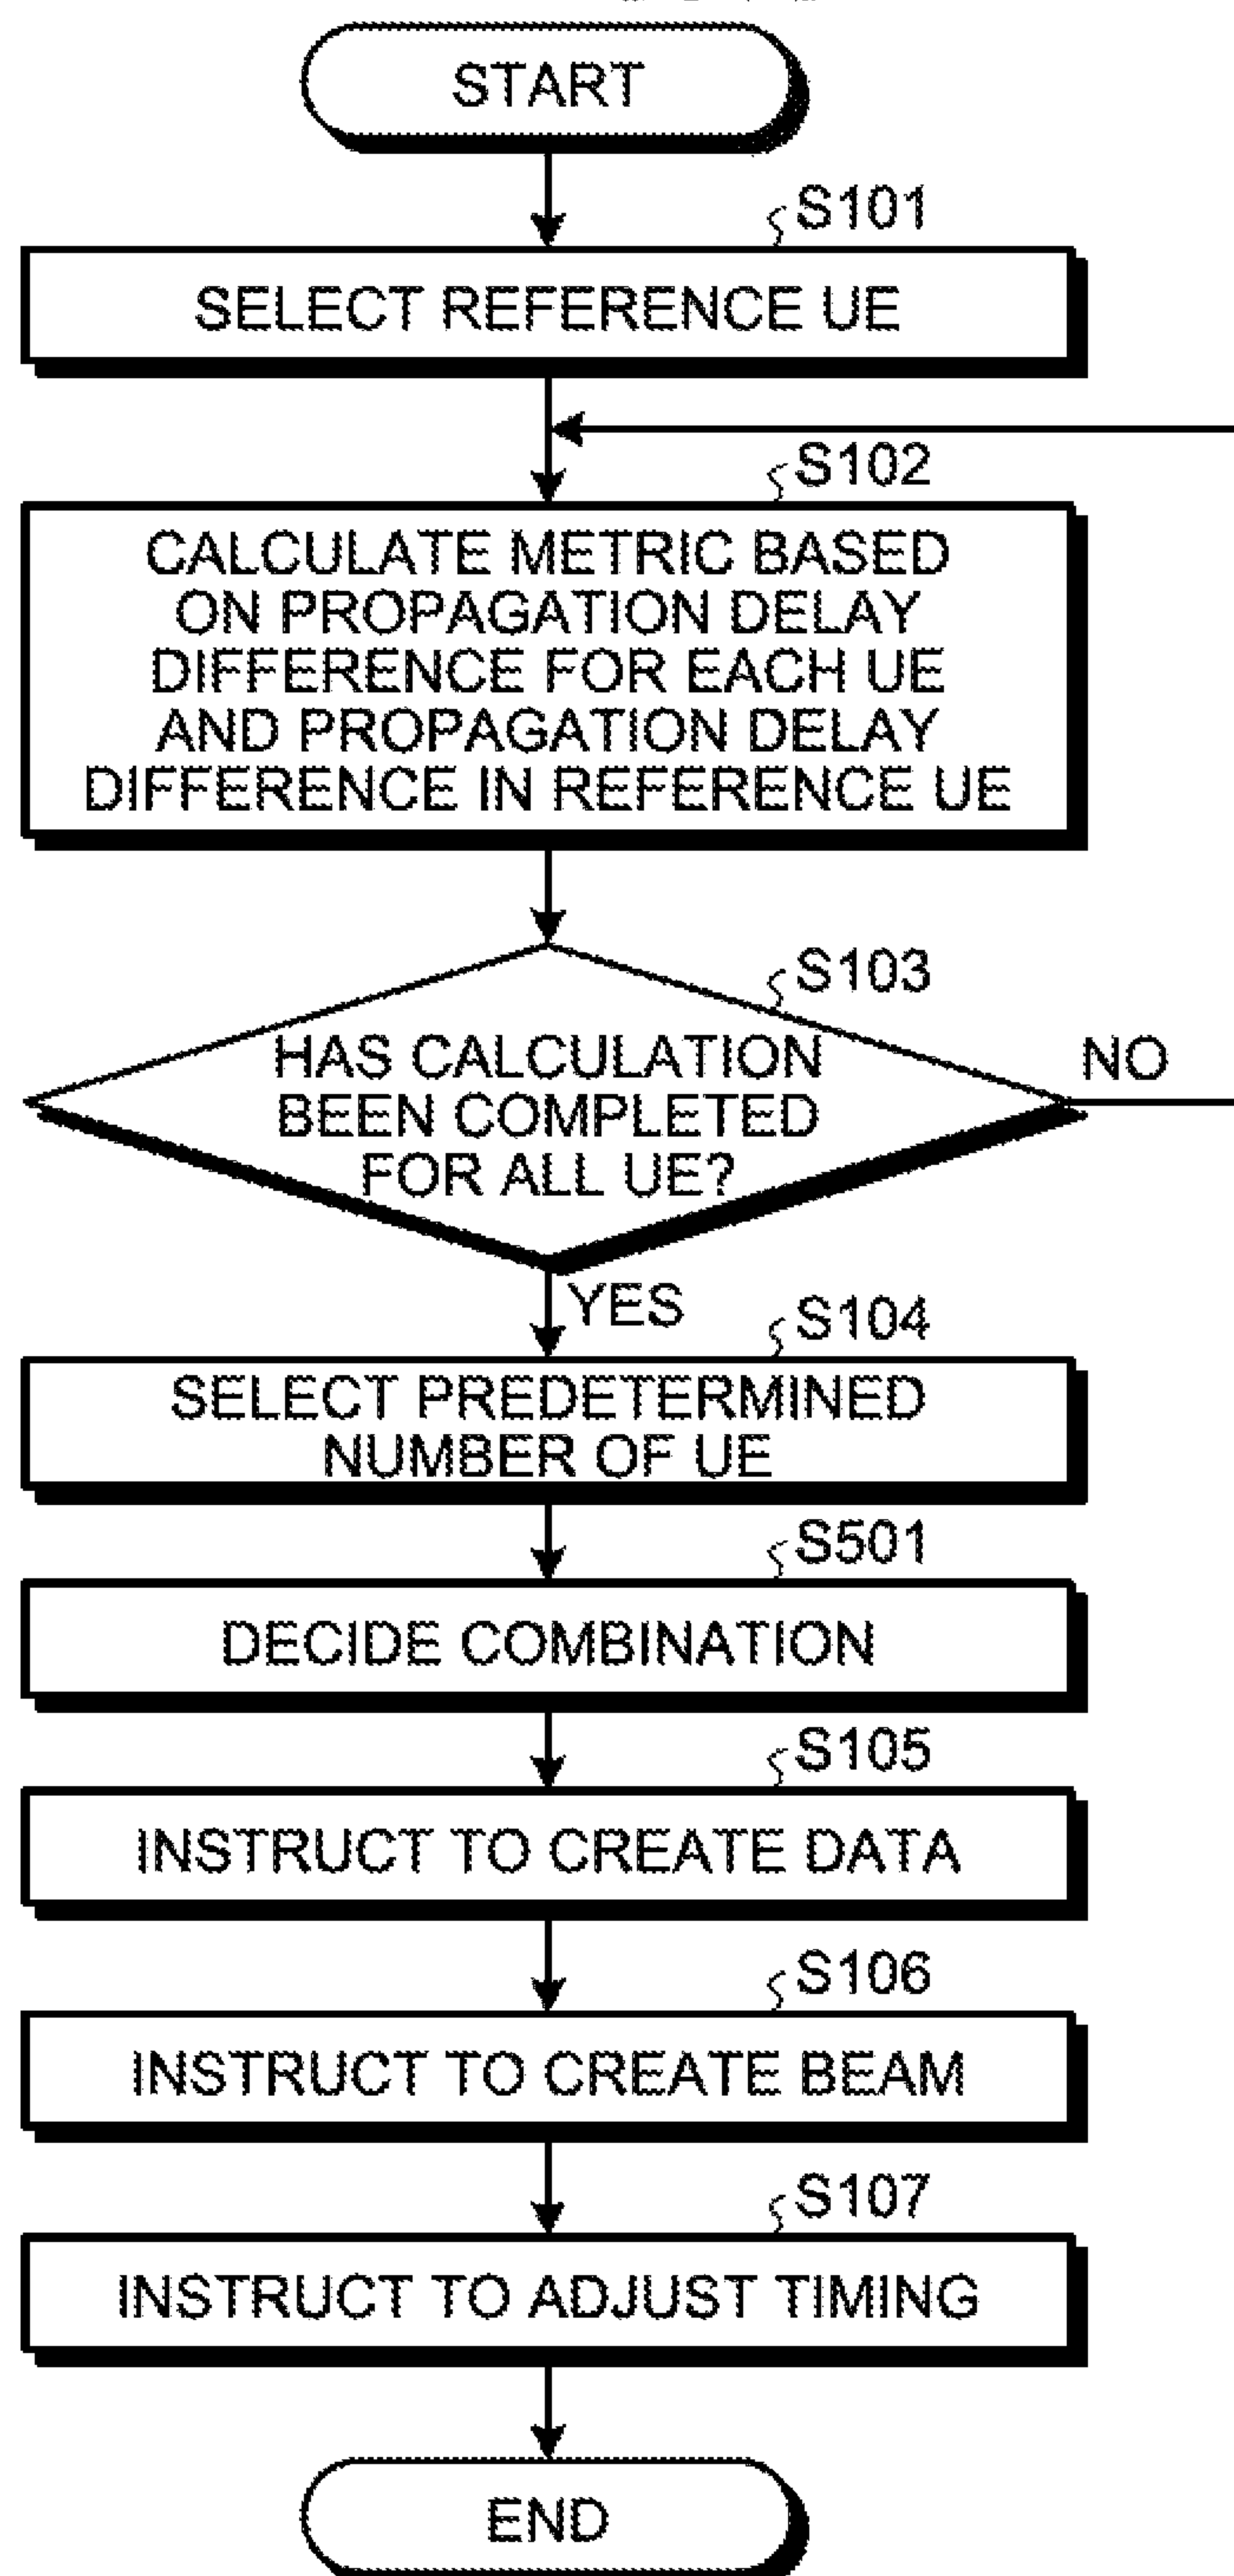 START
S101
SELECT REFERENCE UE
S102
CALCULATE METRIC BASED
ON PROPAGATION DELAY
DIFFERENCE FOR EACH UE
AND PROPAGATION DELAY
DIFFERENCE IN REFERENCE UE
S103
HAS CALCULATION
BEEN COMPLETED
FOR ALL UE?
NO
YES
S104
SELECT PREDETERMINED
NUMBER OF UE
S501
DECIDE COMBINATION
S105
INSTRUCT TO CREATE DATA
S106
INSTRUCT TO CREATE BEAM
S107
INSTRUCT TO ADJUST TIMING
END